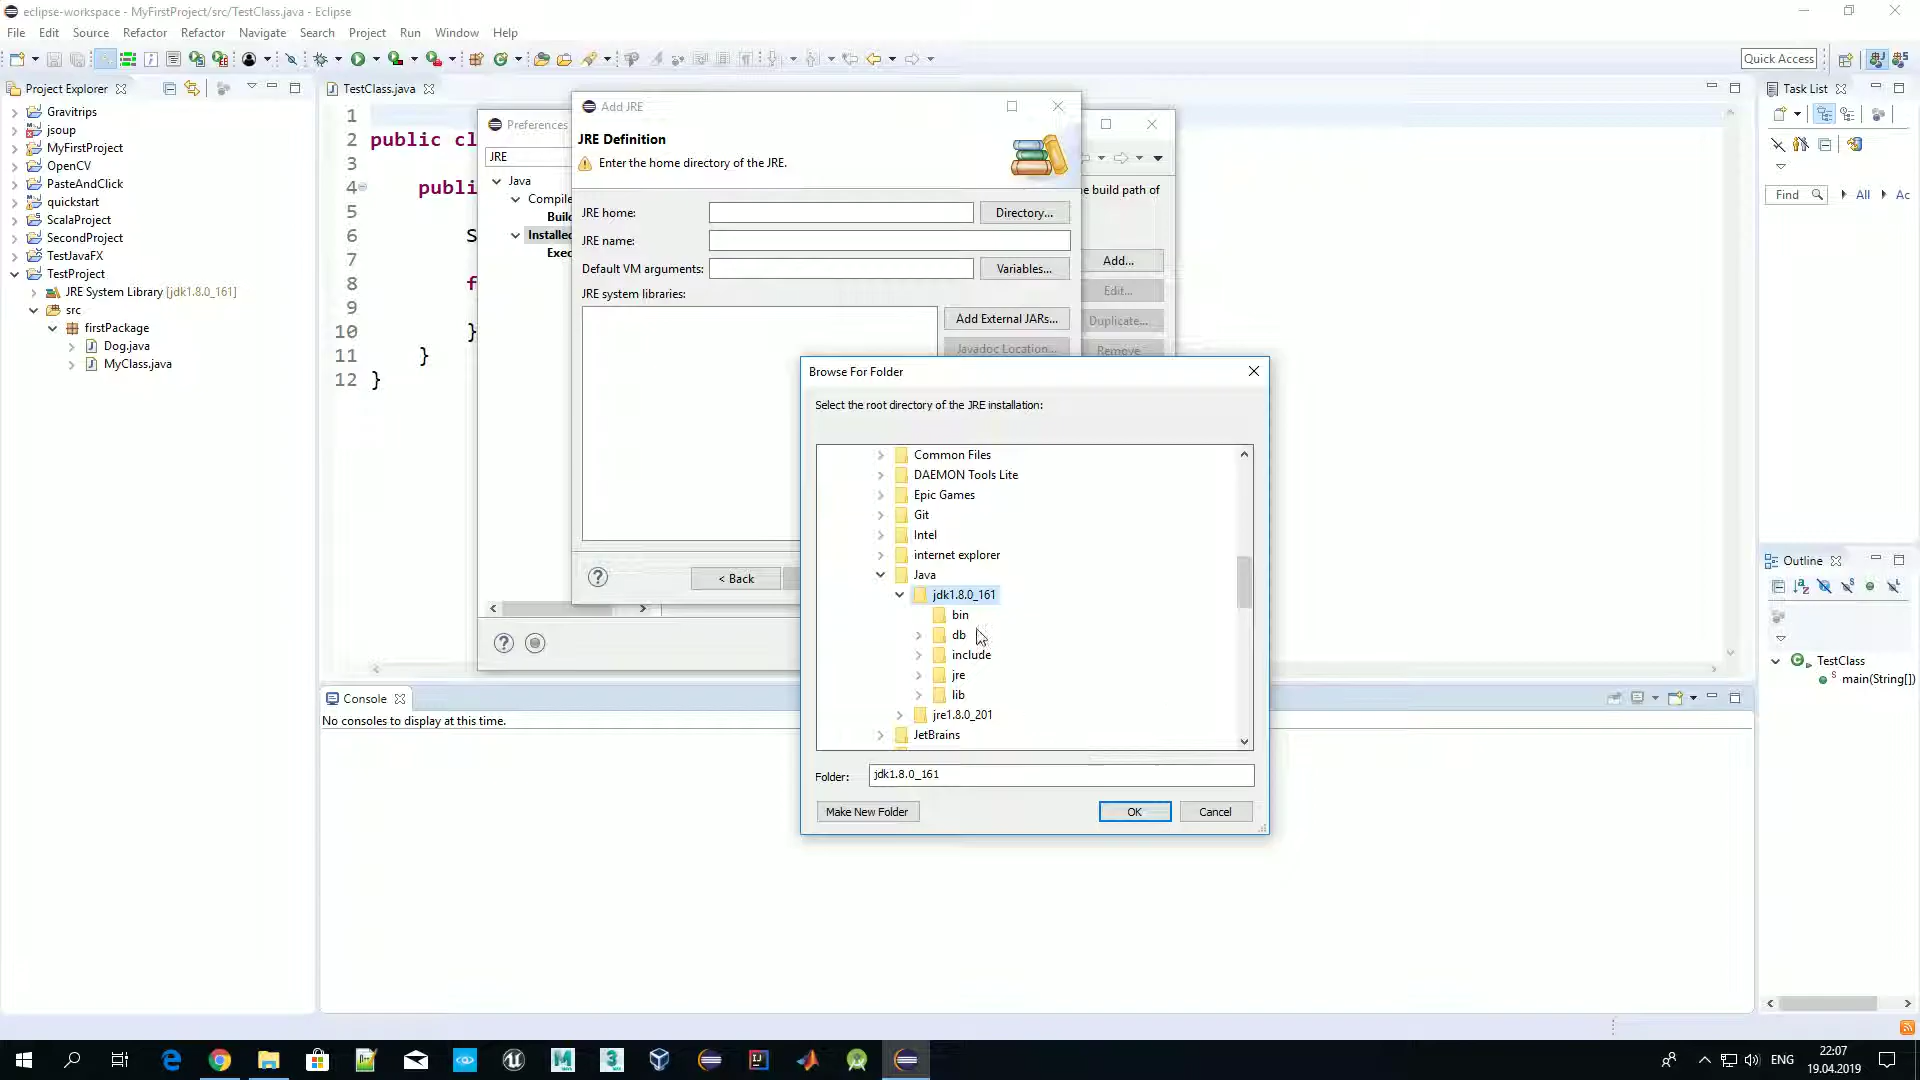 eclipse-workspace - MyFirstProject/src/TestClass.java - Eclipse
File Edit Source Refactor Refactor Navigate Search Project Run Window Help
Quick Access
Project Explorer
Gravitrips
jsoup
MyFirstProject
OpenCV
PasteAndClick
quickstart
ScalaProject
SecondProject
TestJavaFX
TestProject
JRE System Library [jdk1.8.0_161]
src
firstPackage
Dog.java
MyClass.java
TestClass.java
1
2 public cl
3
4 publi
5
6 S
7
8 f
9
10 }
11 }
12 }
Preferences
JRE
Java
Compile
Build
Installed
Exec
e build path of
Add...
Edit...
Duplicate...
Remove
Add JRE
JRE Definition
Enter the home directory of the JRE.
JRE home:
Directory...
JRE name:
Default VM arguments:
Variables...
JRE system libraries:
Add External JARs...
Javadoc Location...
< Back
Browse For Folder
Select the root directory of the JRE installation:
Common Files
DAEMON Tools Lite
Epic Games
Git
Intel
internet explorer
Java
jdk1.8.0_161
bin
db
include
jre
lib
jre1.8.0_201
JetBrains
Folder: jdk1.8.0_161
Make New Folder OK Cancel
Console
No consoles to display at this time.
Task List
Find All Ac
Outline
TestClass
main(String[])
ENG
22:07
19.04.2019